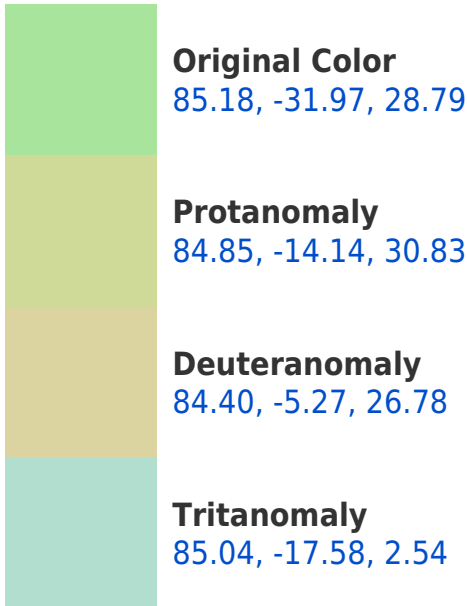 Original Color
85.18, -31.97, 28.79
Protanomaly
84.85, -14.14, 30.83
Deuteranomaly
84.40, -5.27, 26.78
Tritanomaly
85.04, -17.58, 2.54